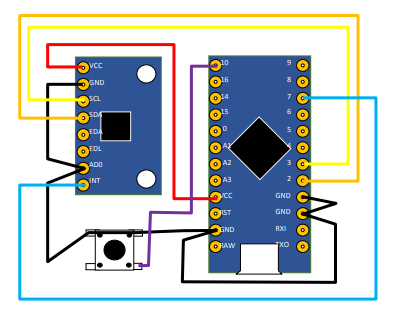 VCC
GND
SCL
SDA
EDA
EDL
AD0
INT
10
16
14
15
0
A1
A2
A3
VCC
RST
GND
RAW
9
8
7
6
5
4
3
2
GND
GND
RXI
TXO